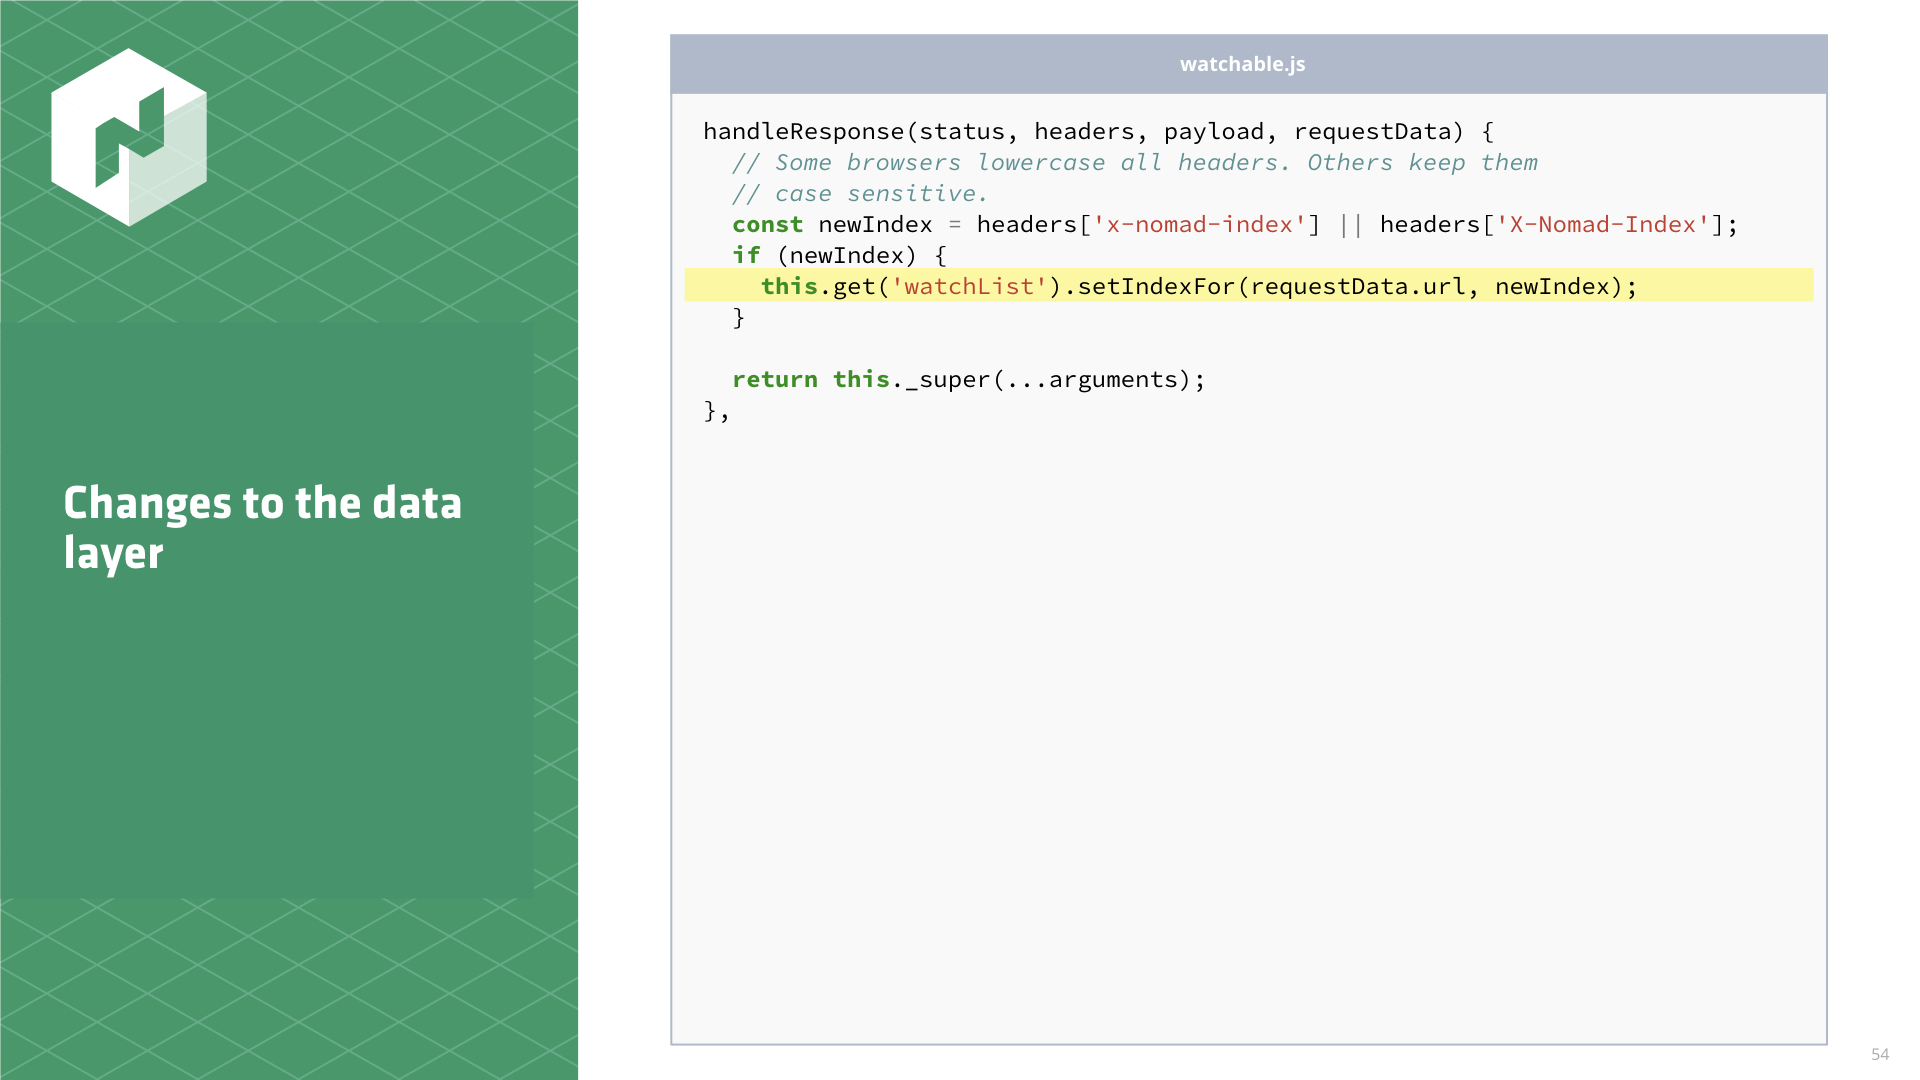 Changes to the data
layer
watchable.js
handleResponse(status, headers, payload, requestData) {
  // Some browsers lowercase all headers. Others keep them
  // case sensitive.
  const newIndex = headers['x-nomad-index'] || headers['X-Nomad-Index'];
  if (newIndex) {
    this.get('watchList').setIndexFor(requestData.url, newIndex);
  }

  return this._super(...arguments);
},
54